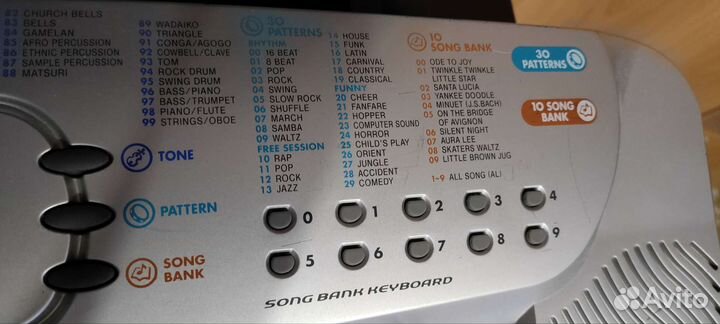 82 CHURCH BELLS
83 BELLS
84 GAMELAN
85 AFRO PERCUSSION
86 ETHNIC PERCUSSION
87 SAMPLE PERCUSSION
88 MATSURI
89 WADAIKO
90 TRIANGLE
91 CONGA/AGOGO
92 COWBELL/CLAVE
93 TOM
94 ROCK DRUM
95 SWING DRUM
96 BASS/PIANO
97 BASS/TRUMPET
98 PIANO/FLUTE
99 STRINGS/OBOE
30 PATTERNS
RHYTHM
00 16 BEAT
01 8 BEAT
02 POP
03 ROCK
04 SWING
05 SLOW ROCK
06 SHUFFLE
07 MARCH
08 SAMBA
09 WALTZ
FREE SESSION
10 RAP
11 POP
12 ROCK
13 JAZZ
14 HOUSE
15 FUNK
16 LATIN
17 CARNIVAL
18 COUNTRY
19 CLASSICAL
FUNNY
20 CHEER
21 FANFARE
22 HOPPER
23 COMPUTER SOUND
24 HORROR
25 CHILD'S PLAY
26 ORIENT
27 JUNGLE
28 ACCIDENT
29 COMEDY
10
SONG BANK
00 ODE TO JOY
01 TWINKLE TWINKLE
LITTLE STAR
02 SANTA LUCIA
03 YANKEE DOODLE
04 MINUET (J.S.BACH)
05 ON THE BRIDGE
OF AVIGNON
06 SILENT NIGHT
07 AURA LEE
08 SKATERS WALTZ
09 LITTLE BROWN JUG
1~9 ALL SONG (AL)
30
PATTERNS
10 SONG
BANK
TONE
PATTERN
SONG
BANK
0 1 2 3 4
5 6 7 8 9
SONG BANK KEYBOARD
Avito